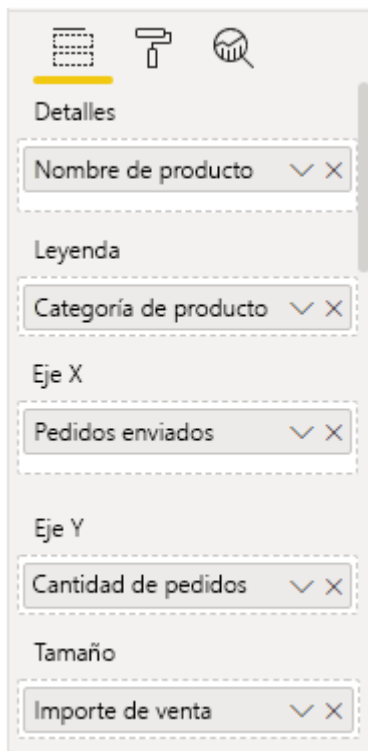 Detalles
Nombre de producto
Leyenda
Categoría de producto
Eje X
Pedidos enviados
Eje Y
Cantidad de pedidos
Tamaño
Importe de venta